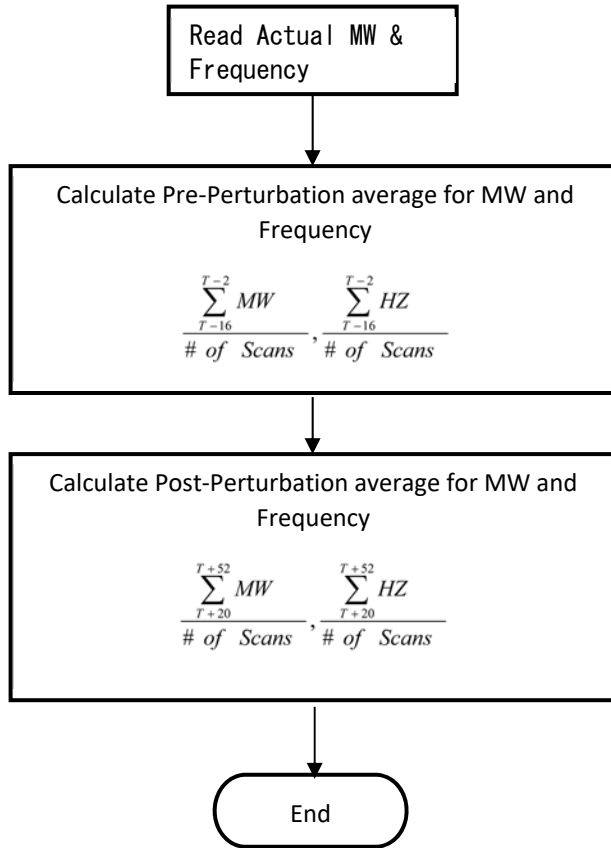 Read Actual MW &
Frequency
Calculate Pre-Perturbation average for MW and
Frequency
T−2 T−2
∑ MW ∑ HZ
T−16 T−16
# of Scans , # of Scans
Calculate Post-Perturbation average for MW and
Frequency
T+52 T+52
∑ MW ∑ HZ
T+20 T+20
# of Scans , # of Scans
End